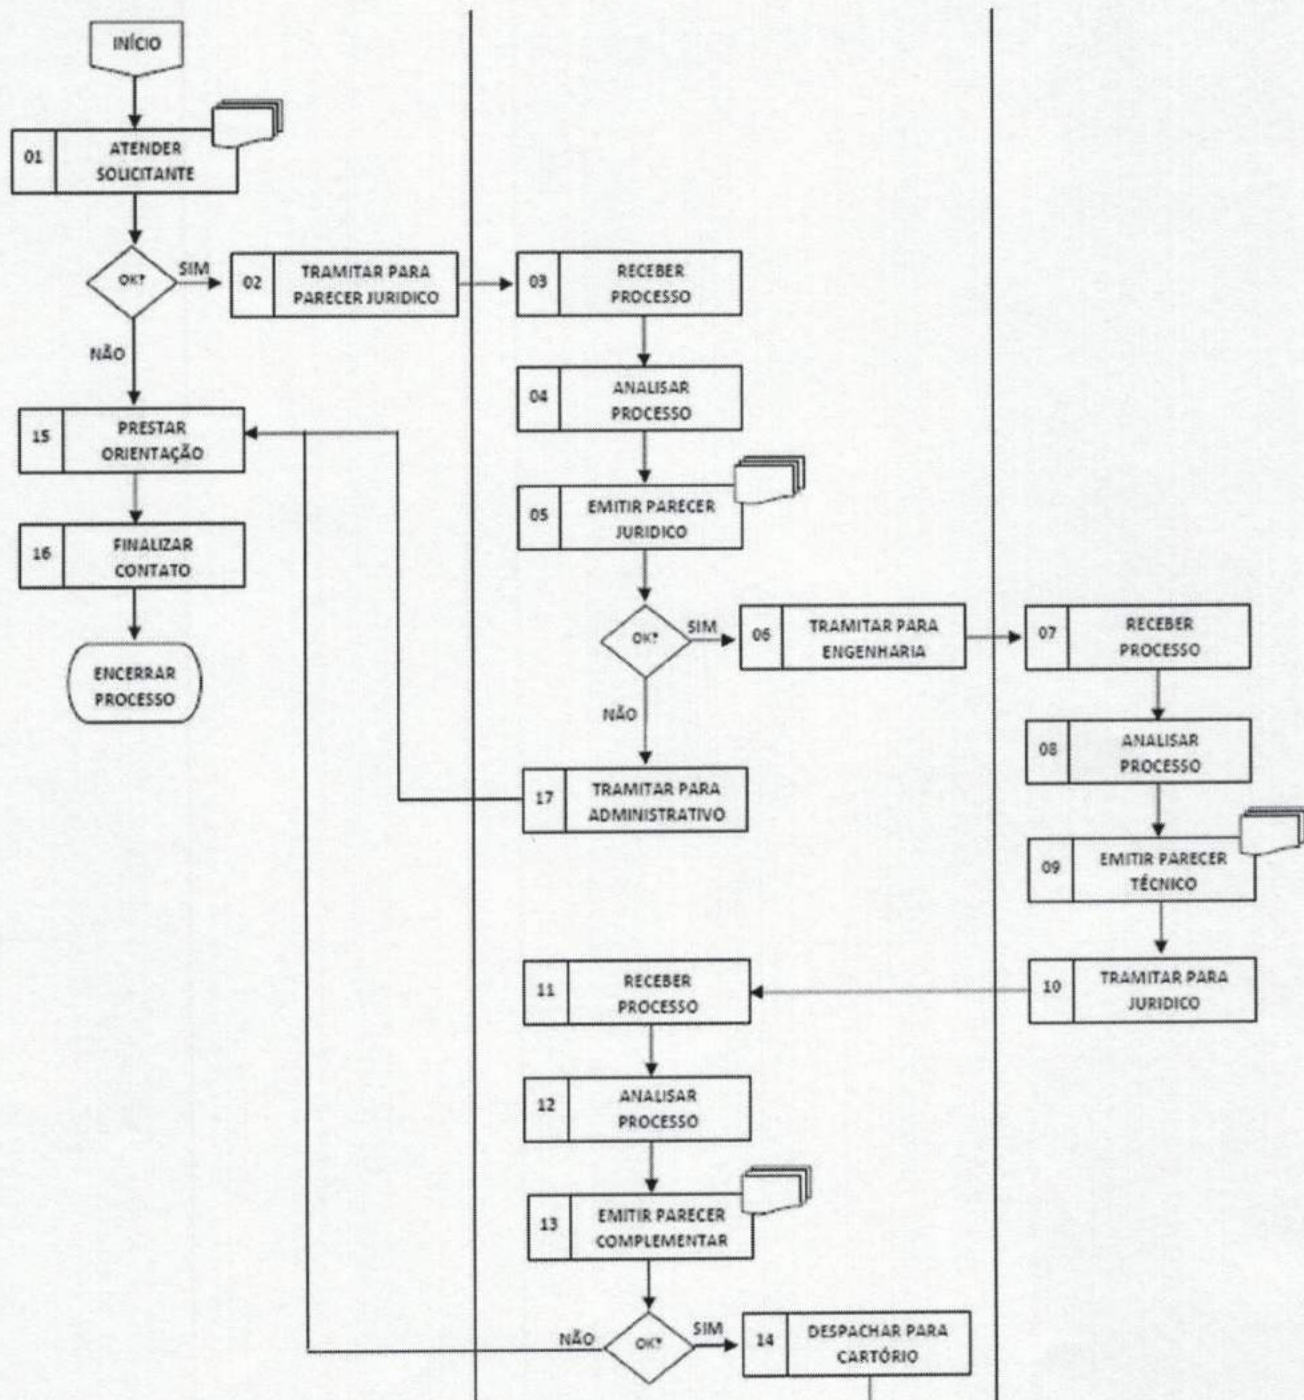 INÍCIO
01
ATENDER
SOLICITANTE
OK?
SIM
NÃO
02
TRAMITAR PARA
PARECER JURIDICO
15
PRESTAR
ORIENTAÇÃO
16
FINALIZAR
CONTATO
ENCERRAR
PROCESSO
03
RECEBER
PROCESSO
04
ANALISAR
PROCESSO
05
EMITIR PARECER
JURIDICO
OK?
SIM
NÃO
06
TRAMITAR PARA
ENGENHARIA
17
TRAMITAR PARA
ADMINISTRATIVO
07
RECEBER
PROCESSO
08
ANALISAR
PROCESSO
09
EMITIR PARECER
TÉCNICO
10
TRAMITAR PARA
JURIDICO
11
RECEBER
PROCESSO
12
ANALISAR
PROCESSO
13
EMITIR PARECER
COMPLEMENTAR
NÃO
OK?
SIM
14
DESPACHAR PARA
CARTÓRIO